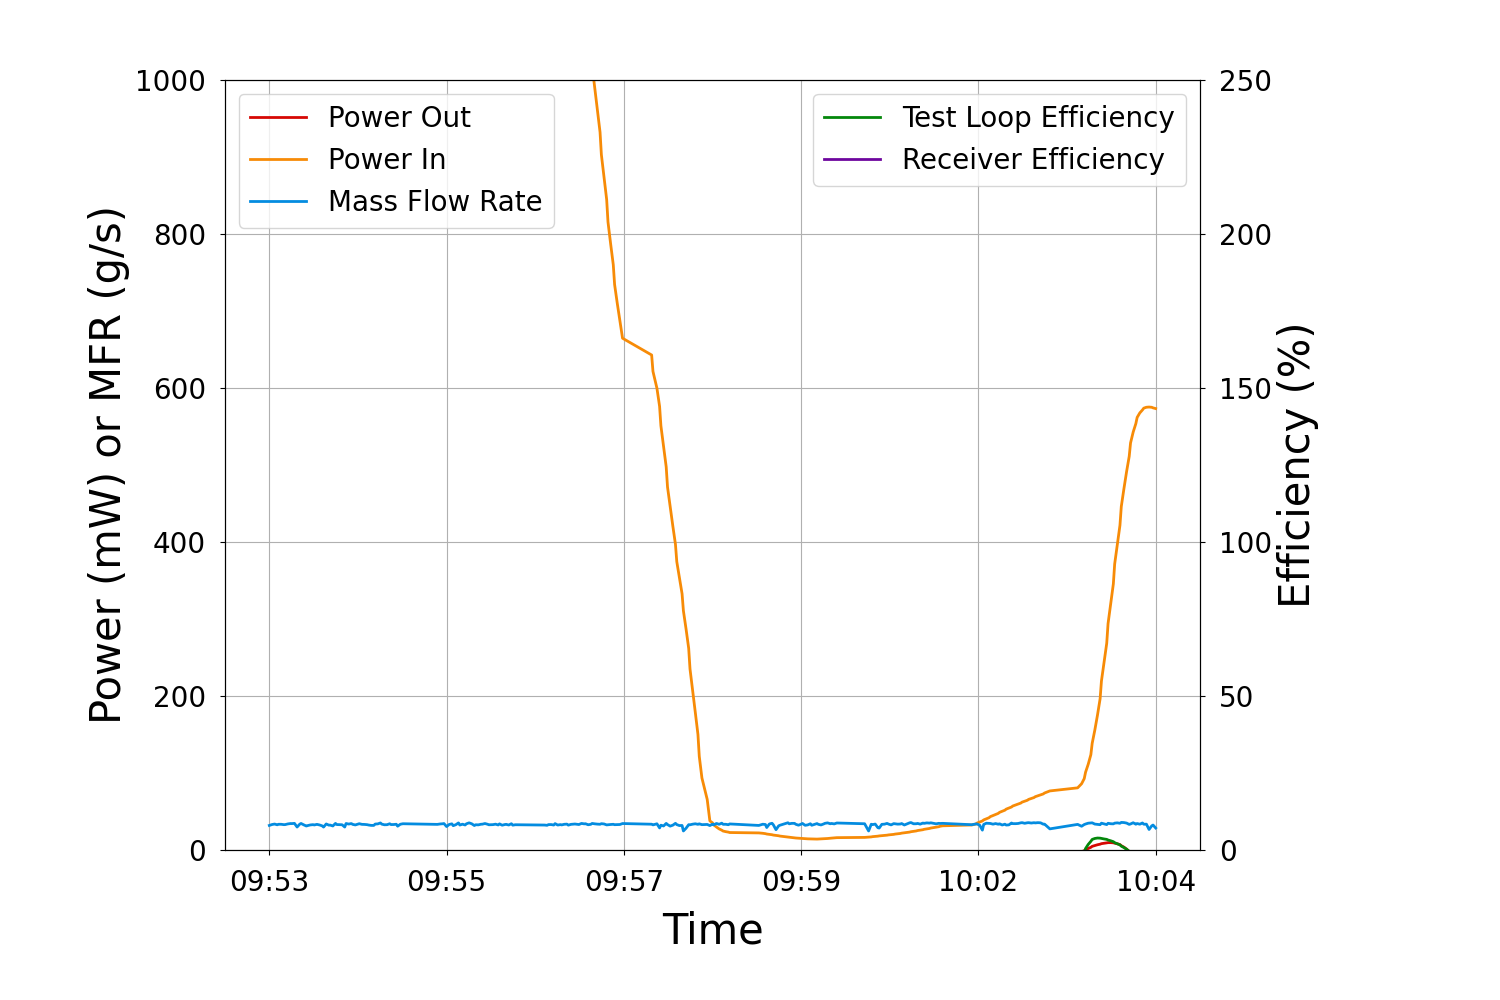 Power Out
Power In
Mass Flow Rate
Test Loop Efficiency
Receiver Efficiency
Power (mW) or MFR (g/s)
1000
800
600
400
200
0
250
200
150
100
50
0
Efficiency (%)
09:53 09:55 09:57 09:59 10:02 10:04
Time